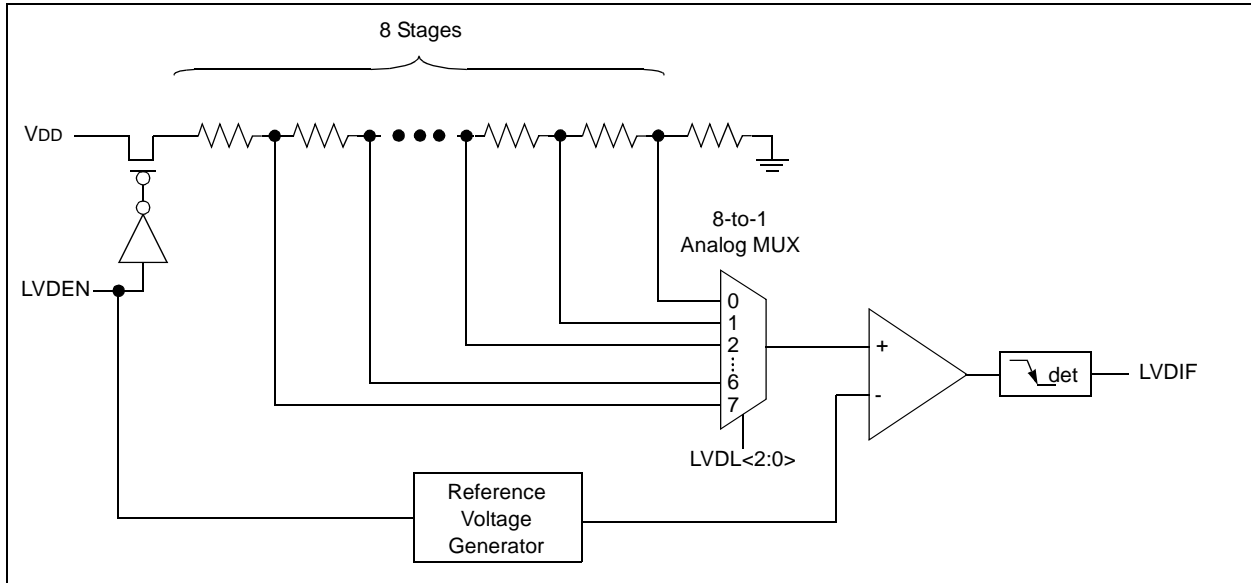 8 Stages
VDD
8-to-1
Analog MUX
LVDEN
0
1
2
6
7
+
-
det
LVDIF
LVDL<2:0>
Reference
Voltage
Generator